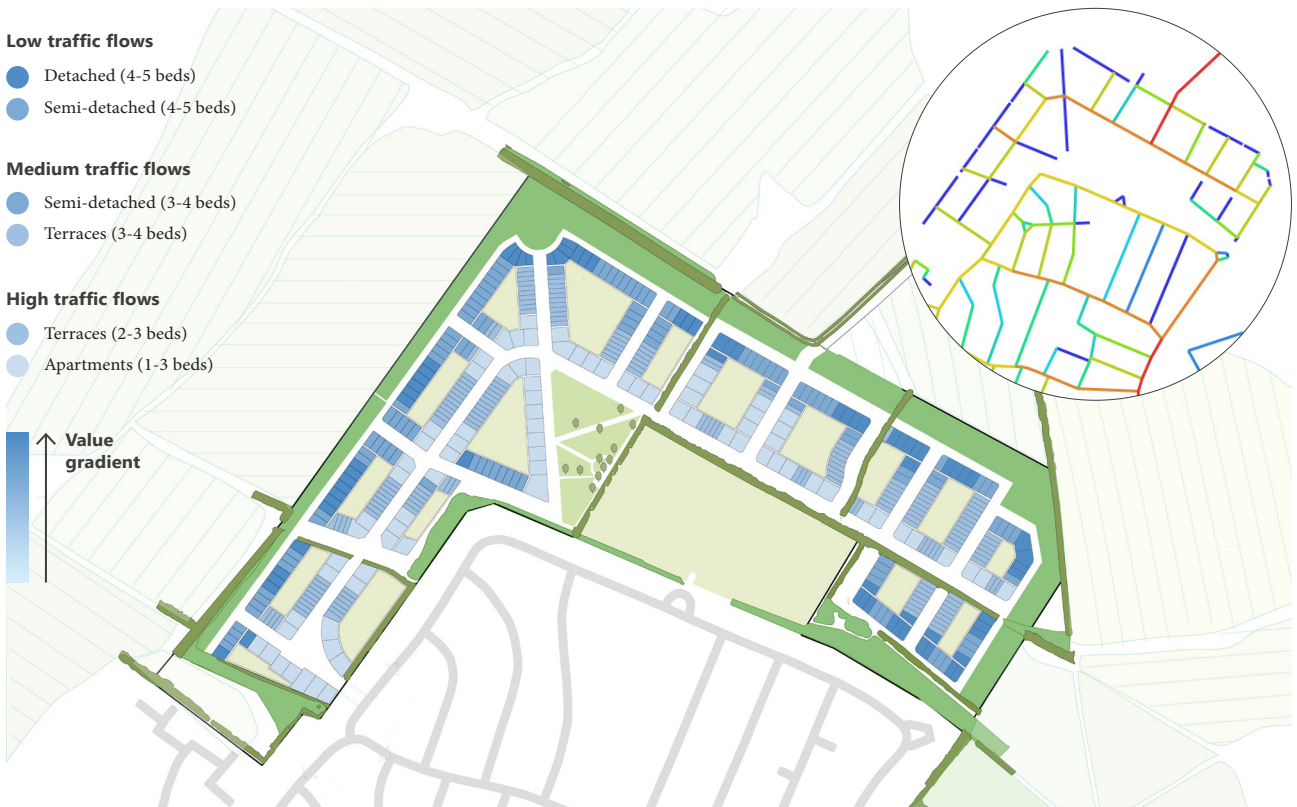 Low traffic flows
Detached (4-5 beds)
Semi-detached (4-5 beds)
Medium traffic flows
Semi-detached (3-4 beds)
Terraces (3-4 beds)
High traffic flows
Terraces (2-3 beds)
Apartments (1-3 beds)
Value
gradient